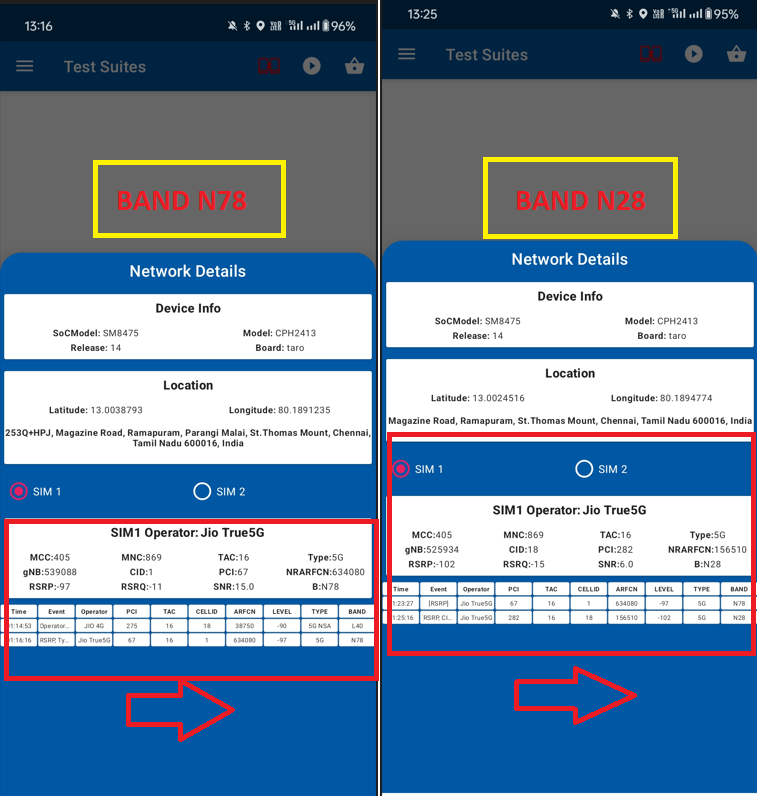 13:16
VoO LTE 5G 96%
Test Suites
BAND N78
Network Details
Device Info
SoCModel: SM8475 Model: CPH2413
Release: 14 Board: taro
Location
Latitude: 13.0038793 Longitude: 80.1891235
253Q+HPJ, Magazine Road, Ramapuram, Parangi Malai, St.Thomas Mount, Chennai,
Tamil Nadu 600016, India
SIM 1 SIM 2
SIM1 Operator: Jio True5G
MCC:405 MNC:869 TAC:16 Type:5G
gNB:539088 CID:1 PCI:67 NRARFCN:634080
RSRP:-97 RSRQ:-11 SNR:15.0 B:N78
Time Event Operator PCI TAC CELLID ARFCN LEVEL TYPE BAND
1:14:53 Operator... JIO 4G 275 16 18 38750 -90 5G NSA L40
1:16:16 RSRP, Ty... Jio True5G 67 16 1 634080 -97 5G N78
13:25
5G 95%
Test Suites
BAND N28
Network Details
Device Info
SoCModel: SM8475 Model: CPH2413
Release: 14 Board: taro
Location
Latitude: 13.0024516 Longitude: 80.1894774
Magazine Road, Ramapuram, St.Thomas Mount, Chennai, Tamil Nadu 600016, India
SIM 1 SIM 2
SIM1 Operator: Jio True5G
MCC:405 MNC:869 TAC:16 Type:5G
gNB:525934 CID:18 PCI:282 NRARFCN:156510
RSRP:-102 RSRQ:-15 SNR:6.0 B:N28
Time Event Operator PCI TAC CELLID ARFCN LEVEL TYPE BAND
1:23:27 [RSRP] Jio True5G 67 16 1 634080 -97 5G N78
1:25:16 RSRP, CI... Jio True5G 282 16 18 156510 -102 5G N28